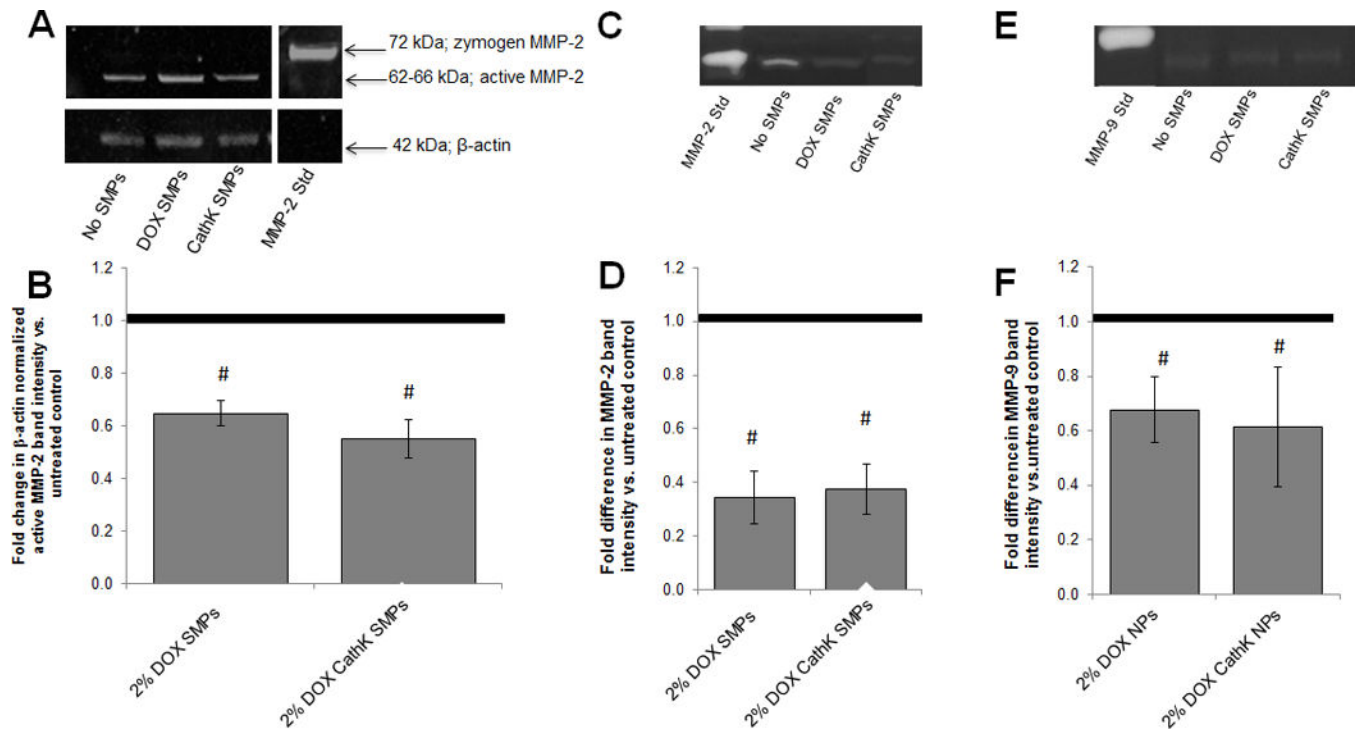 A
72 kDa; zymogen MMP-2
62-66 kDa; active MMP-2
42 kDa; β-actin
No SMPs
DOX SMPs
CathK SMPs
MMP-2 Std
C
MMP-2 Std
No SMPs
DOX SMPs
CathK SMPs
E
MMP-9 Std
No SMPs
DOX SMPs
CathK SMPs
B
Fold change in β-actin normalized
active MMP-2 band intensity vs.
untreated control
1.2
1.0
0.8
0.6
0.4
0.2
0.0
#
#
2% DOX SMPs
2% DOX CathK SMPs
D
Fold difference in MMP-2 band
intensity vs. untreated control
1.2
1.0
0.8
0.6
0.4
0.2
0.0
#
#
2% DOX SMPs
2% DOX CathK SMPs
F
Fold difference in MMP-9 band
intensity vs.untreated control
1.2
1.0
0.8
0.6
0.4
0.2
0.0
#
#
2% DOX NPs
2% DOX CathK NPs